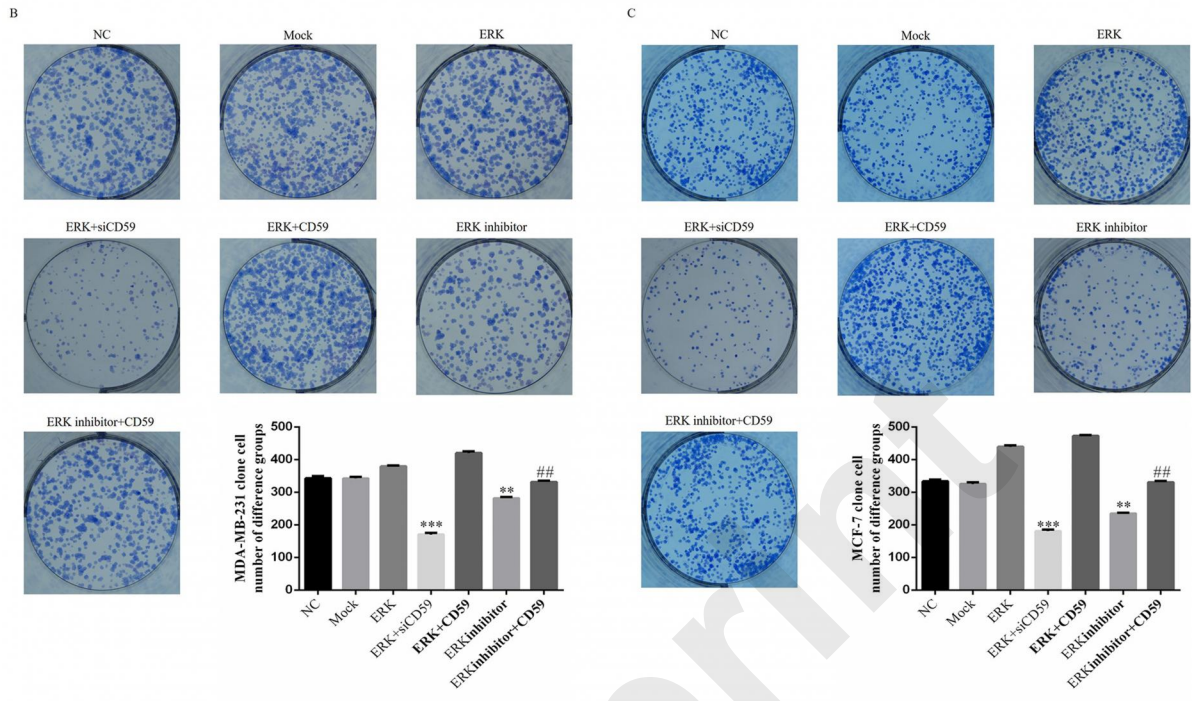 B
NC
Mock
ERK
ERK+siCD59
ERK+CD59
ERK inhibitor
ERK inhibitor+CD59
MDA-MB-231 clone cell
number of difference groups
500
400
300
200
100
0
***
**
##
NC
Mock
ERK
ERK+siCD59
ERK+CD59
ERKinhibitor
ERKinhibitor+CD59
C
NC
Mock
ERK
ERK+siCD59
ERK+CD59
ERK inhibitor
ERK inhibitor+CD59
MCF-7 clone cell
number of difference groups
500
400
300
200
100
0
***
**
##
NC
Mock
ERK
ERK+siCD59
ERK+CD59
ERKinhibitor
ERKinhibitor+CD59